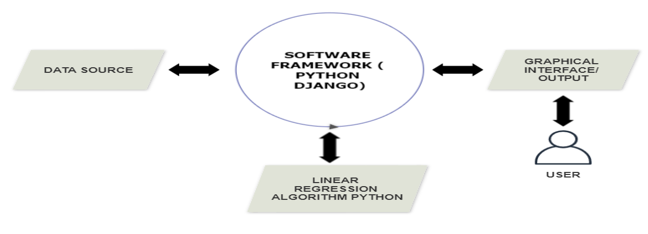 DATA SOURCE
SOFTWARE
FRAMEWORK (
PYTHON
DJANGO)
GRAPHICAL
INTERFACE/
OUTPUT
LINEAR
REGRESSION
ALGORITHM PYTHON
USER